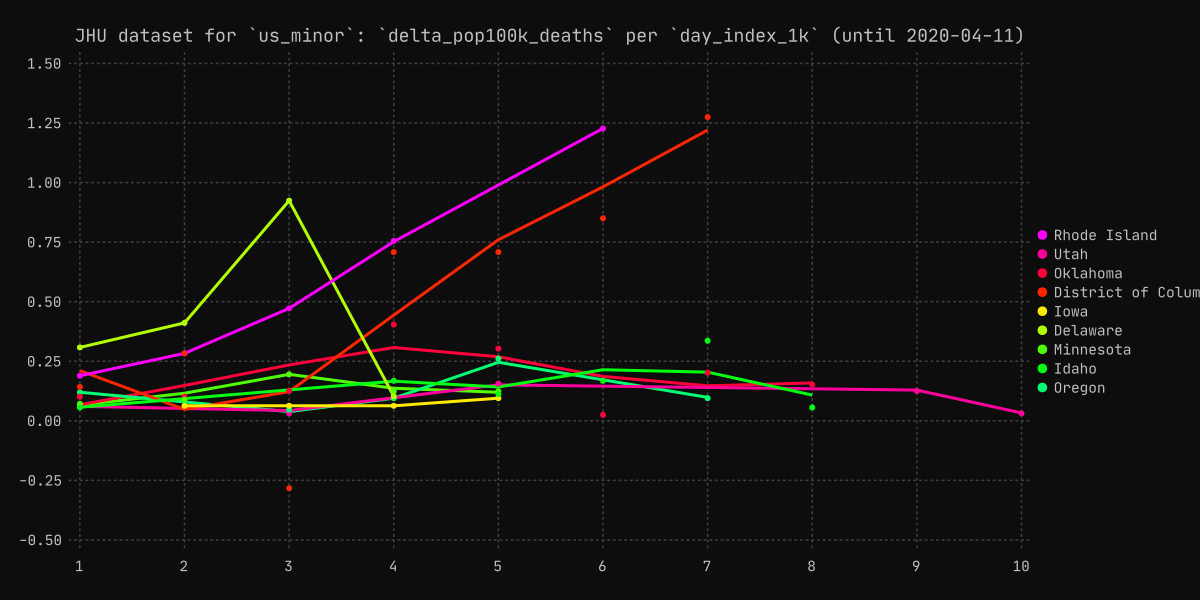 JHU dataset for `us_minor`: `delta_pop100k_deaths` per `day_index_1k` (until 2020-04-11)
1.50
1.25
1.00
0.75
0.50
0.25
0.00
-0.25
-0.50
1 2 3 4 5 6 7 8 9 10
Rhode Island
Utah
Oklahoma
District of Colum
Iowa
Delaware
Minnesota
Idaho
Oregon